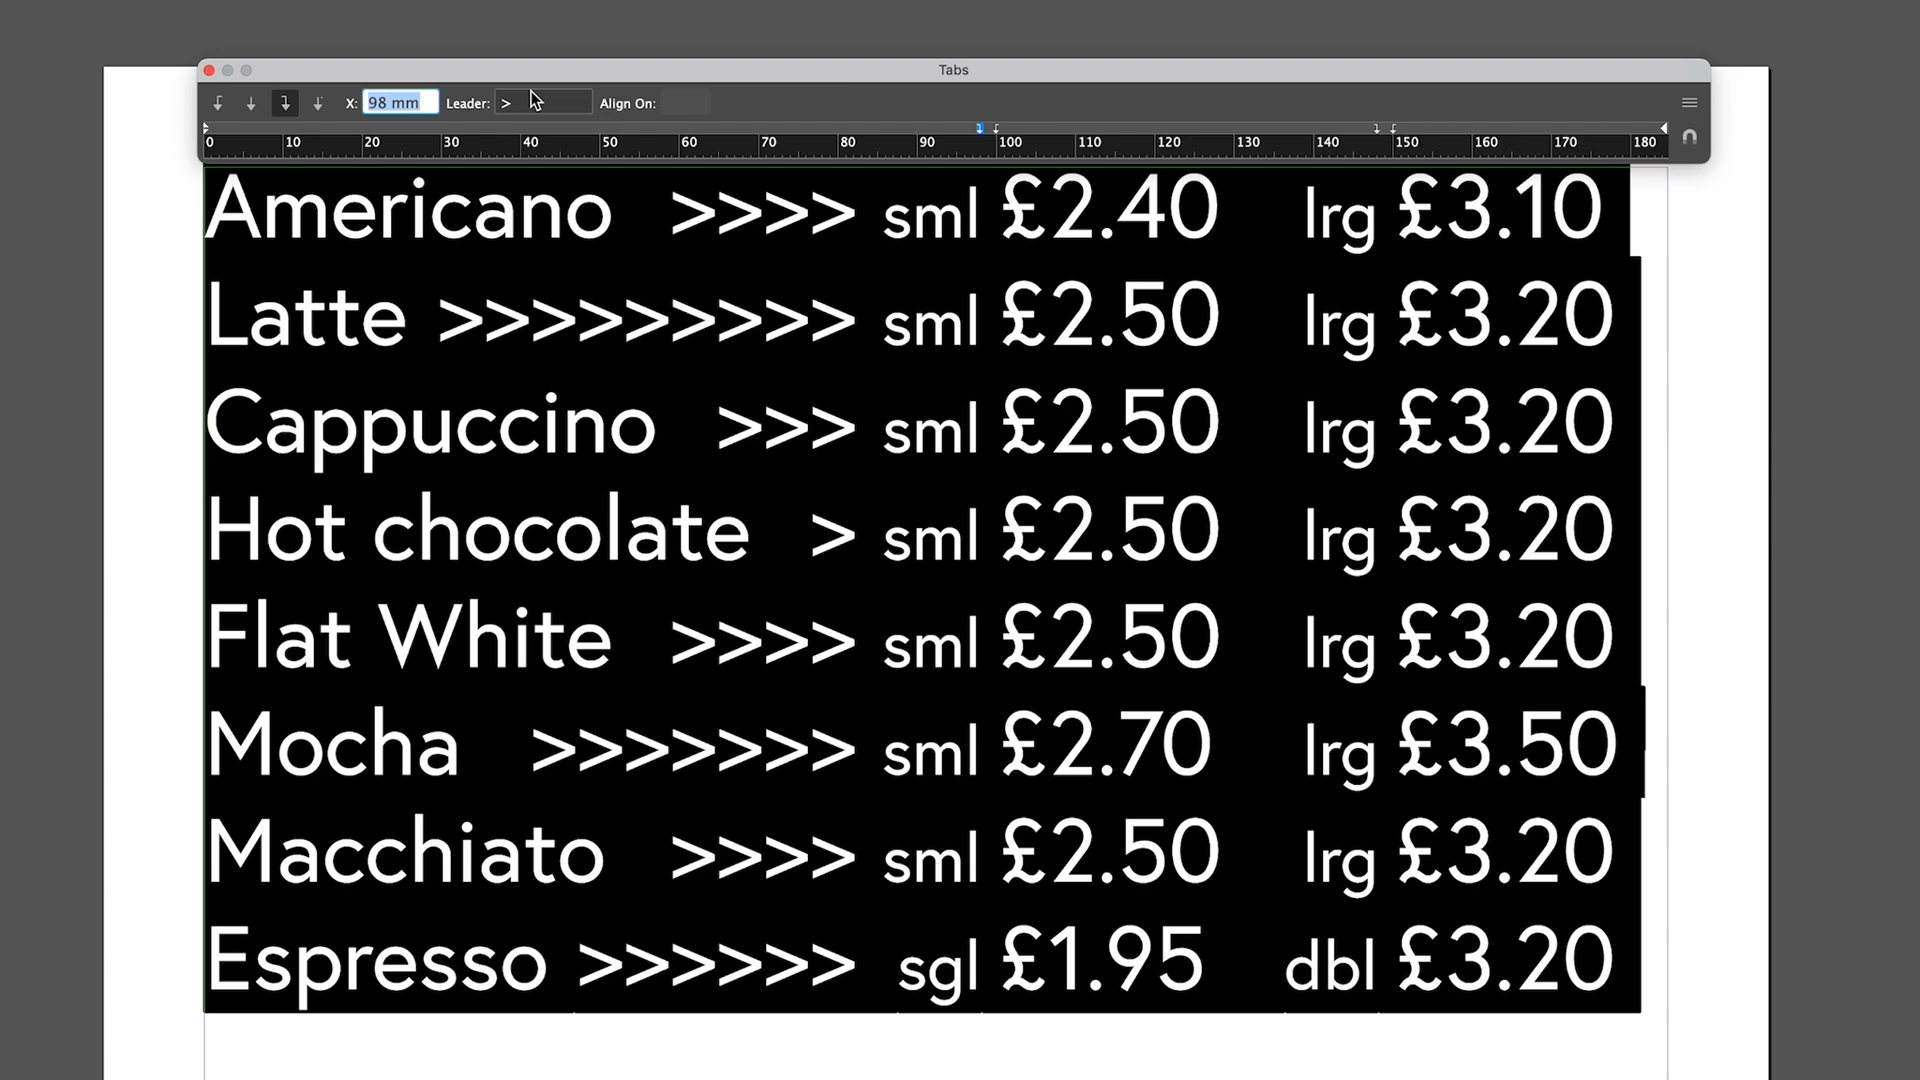 Tabs
X: 98 mm Leader: > Align On:
0 10 20 30 40 50 60 70 80 90 100 110 120 130 140 150 160 170 180
Americano >>>> sml £2.40 lrg £3.10
Latte >>>>>>>>> sml £2.50 lrg £3.20
Cappuccino >>> sml £2.50 lrg £3.20
Hot chocolate > sml £2.50 lrg £3.20
Flat White >>>> sml £2.50 lrg £3.20
Mocha >>>>>>> sml £2.70 lrg £3.50
Macchiato >>>> sml £2.50 lrg £3.20
Espresso >>>>>> sgl £1.95 dbl £3.20